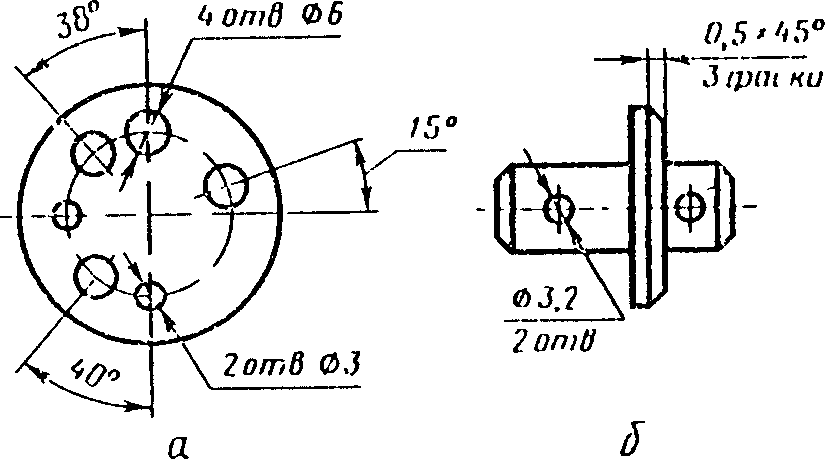 38°
4 отв Ф6
15°
40°
2 отв Ф3
а
0,5×45°
3 фаски
Ф3,2
2 отв
б